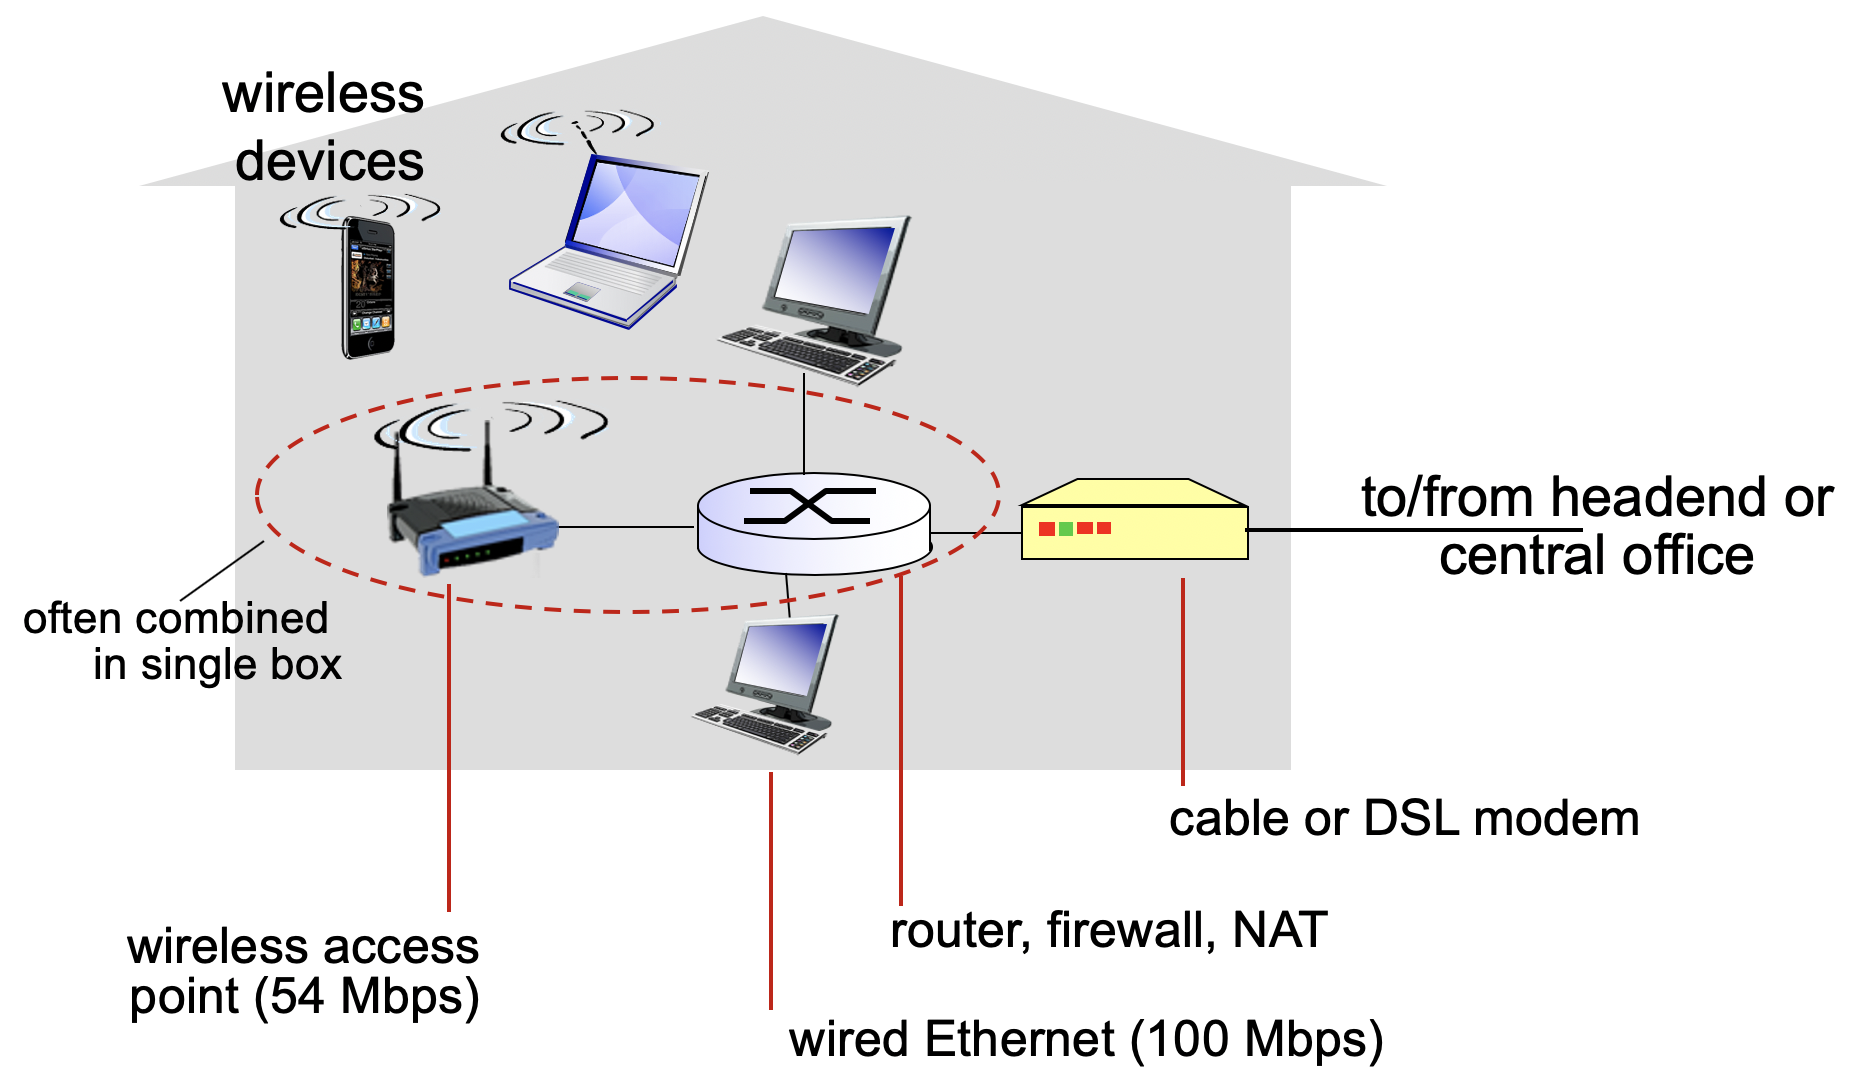 wireless
devices
to/from headend or
central office
often combined
in single box
cable or DSL modem
router, firewall, NAT
wireless access
point (54 Mbps)
wired Ethernet (100 Mbps)